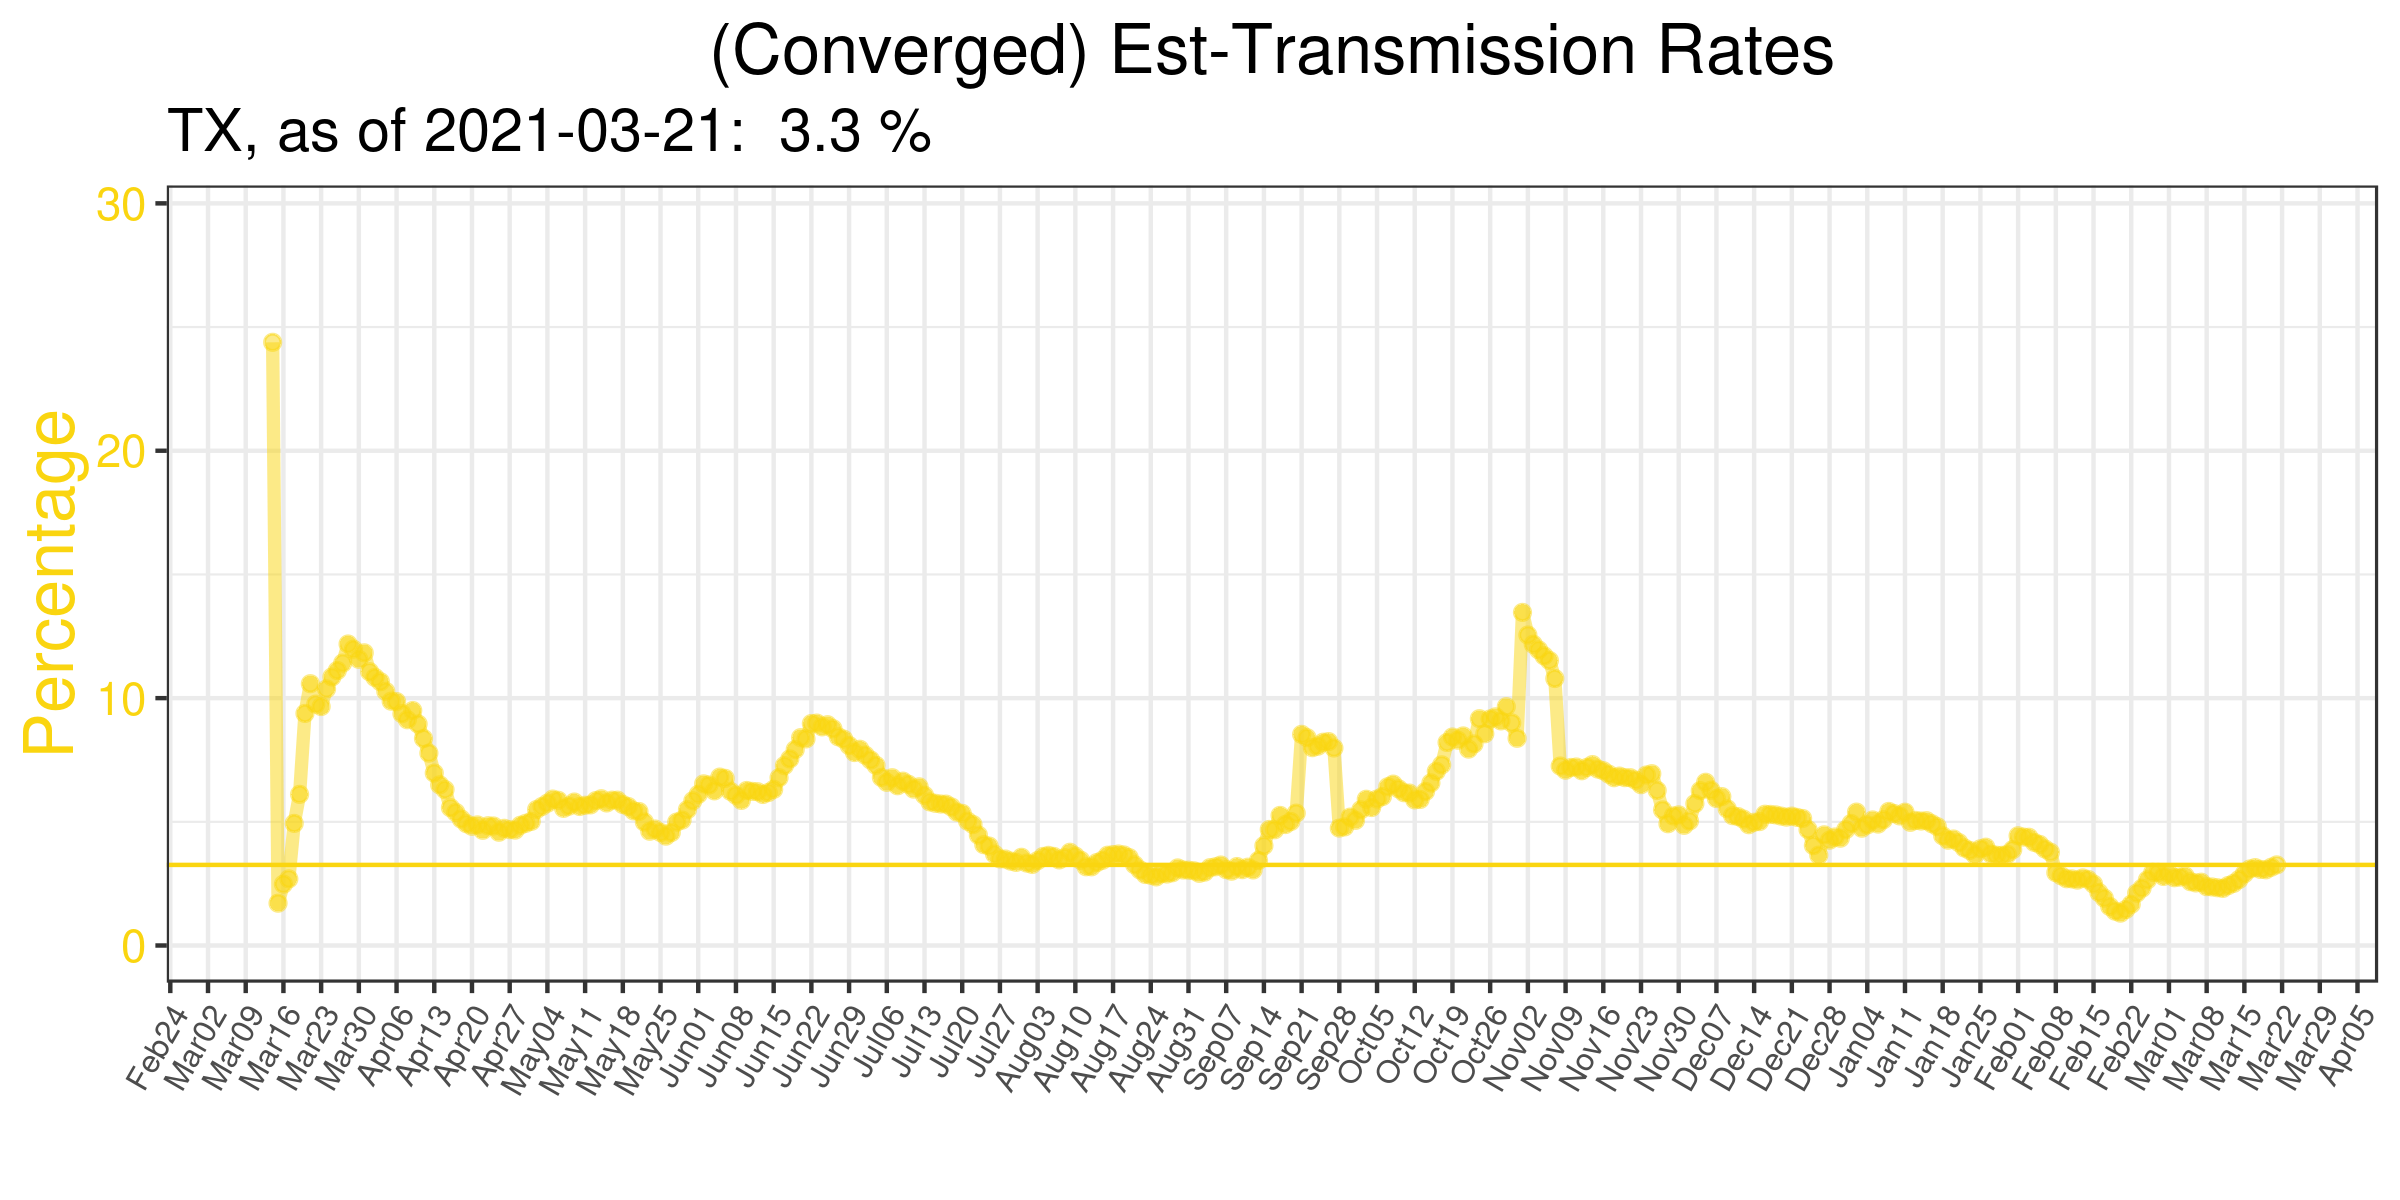 (Converged) Est-Transmission Rates
TX, as of 2021-03-21:  3.3 %
Percentage
30
20
10
0
Feb24
Mar02
Mar09
Mar16
Mar23
Mar30
Apr06
Apr13
Apr20
Apr27
May04
May11
May18
May25
Jun01
Jun08
Jun15
Jun22
Jun29
Jul06
Jul13
Jul20
Jul27
Aug03
Aug10
Aug17
Aug24
Aug31
Sep07
Sep14
Sep21
Sep28
Oct05
Oct12
Oct19
Oct26
Nov02
Nov09
Nov16
Nov23
Nov30
Dec07
Dec14
Dec21
Dec28
Jan04
Jan11
Jan18
Jan25
Feb01
Feb08
Feb15
Feb22
Mar01
Mar08
Mar15
Mar22
Mar29
Apr05